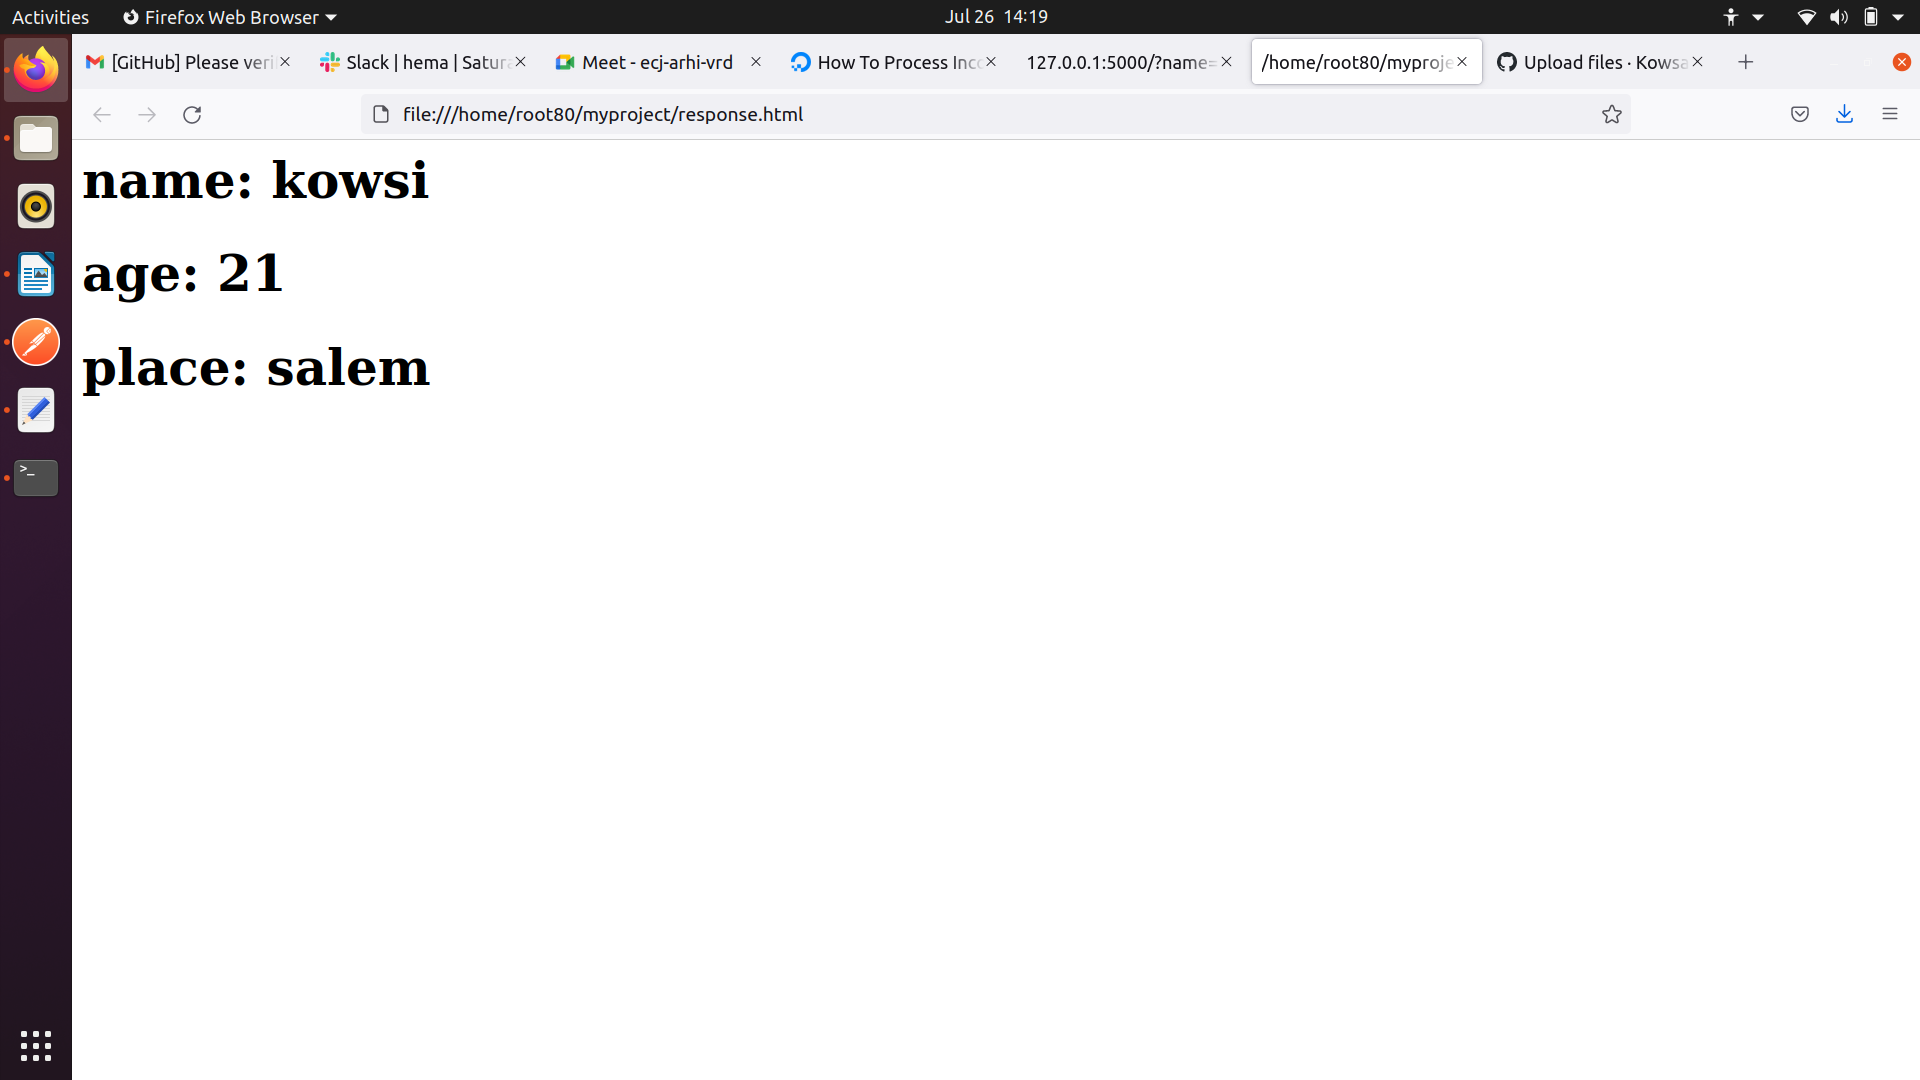 Activities Firefox Web Browser Jul 26 14:19
[GitHub] Please veri Slack | hema | Satur Meet - ecj-arhi-vrd How To Process Inc 127.0.0.1:5000/?name= /home/root80/myproje Upload files · Kowsa
file:///home/root80/myproject/response.html
name: kowsi
age: 21
place: salem